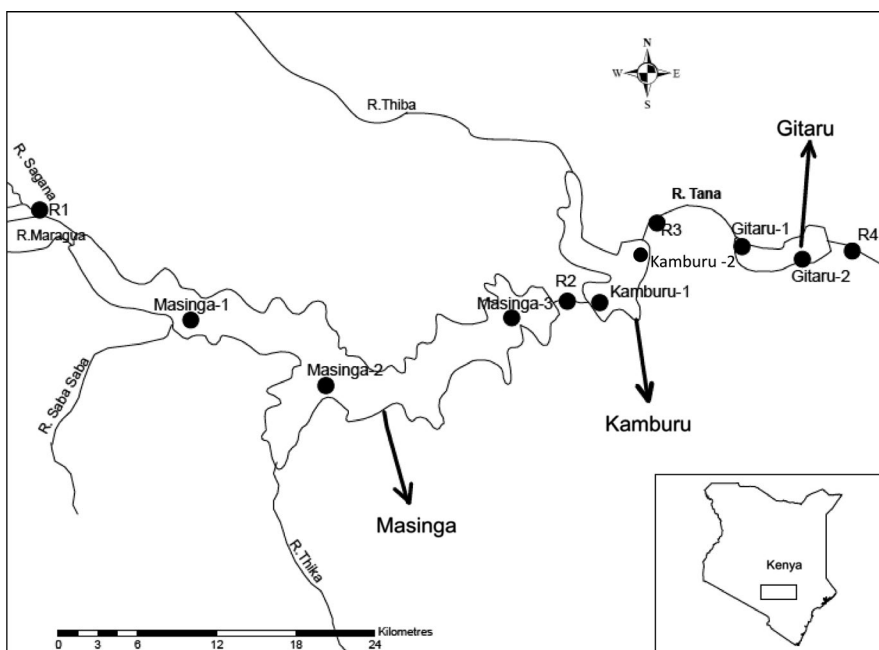 N
W E
S
R.Thiba
Gitaru
R. Sagana
R1
R. Tana
R3
R.Maragua
Gitaru-1
R4
Kamburu -2
Gitaru-2
R2
Masinga-1
Masinga-3
Kamburu-1
Masinga-2
R. Saba Saba
Kamburu
Masinga
R.Thika
Kenya
Kilometres
0 3 6 12 18 24